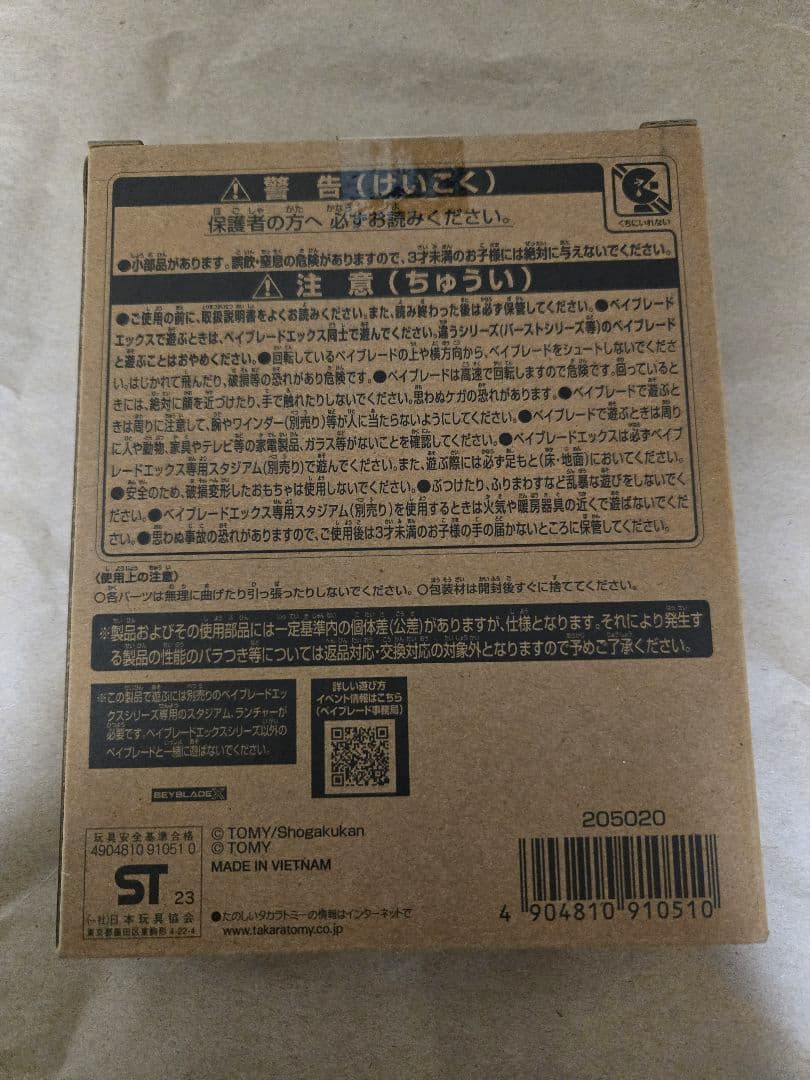 警告(けいこく)
保護者の方へ 必ずお読みください。
くちにいれない
●小部品があります。誤飲・窒息の危険がありますので、3才未満のお子様には絶対に与えないでください。
注意(ちゅうい)
●ご使用の前に、取扱説明書をよくお読みください。また、読み終わった後は必ず保管してください。●ベイブレード
エックスで遊ぶときは、ベイブレードエックス同士で遊んでください。違うシリーズ(バーストシリーズ等)のベイブレード
と遊ぶことはおやめください。●回転しているベイブレードの上や横方向から、ベイブレードをシュートしないでくださ
い。はじかれて飛んだり、破損等の恐れがあり危険です。●ベイブレードは高速で回転しますので危険です。回っていると
きには、絶対に顔を近づけたり、手で触れたりしないでください。思わぬケガの恐れがあります。●ベイブレードで遊ぶと
きは周りに注意して、腕やワインダー(別売り)等が人に当たらないようにしてください。●ベイブレードで遊ぶときは周り
に人や動物、家具やテレビ等の家電製品、ガラス等がないことを確認してください。●ベイブレードエックスは必ずベイブ
レードエックス専用スタジアム(別売り)で遊んでください。また、遊ぶ際には必ず足もと(床・地面)においてください。
●安全のため、破損変形したおもちゃは使用しないでください。●ぶつけたり、ふりまわすなど乱暴な遊びをしないでく
ださい。●ベイブレードエックス専用スタジアム(別売り)を使用するときは火気や暖房器具の近くで遊ばないでくだ
さい。●思わぬ事故の恐れがありますので、ご使用後は3才未満のお子様の手の届かないところに保管してください。
〈使用上の注意〉
○各パーツは無理に曲げたり引っ張ったりしないでください。○包装材は開封後すぐに捨ててください。
※製品およびその使用部品には一定基準内の個体差(公差)がありますが、仕様となります。それにより発生す
る製品の性能のバラつき等については返品対応・交換対応の対象外となりますので予めご了承ください。
※この製品で遊ぶには別売りのベイブレードエッ
クスシリーズ専用のスタジアム、ランチャーが
必要です。ベイブレードエックスシリーズ以外の
ベイブレードと一緒に遊ばないでください。
詳しい遊び方
イベント情報はこちら
(ベイブレード事務局)
BEYBLADE X
玩具安全基準合格
4904810 91051 0
ST 23
(一社)日本玩具協会
東京都墨田区東駒形 4-22-4
© TOMY/Shogakukan
© TOMY
MADE IN VIETNAM
●たのしいタカラトミーの情報はインターネットで
www.takaratomy.co.jp
205020
4 904810 910510